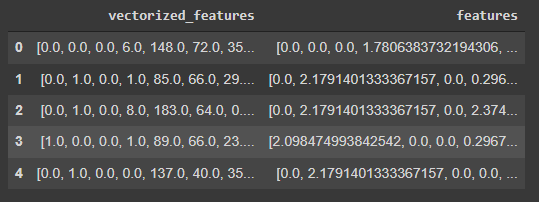 vectorized_features features
0 [0.0, 0.0, 0.0, 6.0, 148.0, 72.0, 35.... [0.0, 0.0, 0.0, 1.7806383732194306, ...
1 [0.0, 1.0, 0.0, 1.0, 85.0, 66.0, 29.... [0.0, 2.1791401333367157, 0.0, 0.296...
2 [0.0, 1.0, 0.0, 8.0, 183.0, 64.0, 0.... [0.0, 2.1791401333367157, 0.0, 2.374...
3 [1.0, 0.0, 0.0, 1.0, 89.0, 66.0, 23.... [2.098474993842542, 0.0, 0.0, 0.2967...
4 [0.0, 1.0, 0.0, 0.0, 137.0, 40.0, 35... [0.0, 2.1791401333367157, 0.0, 0.0, ...